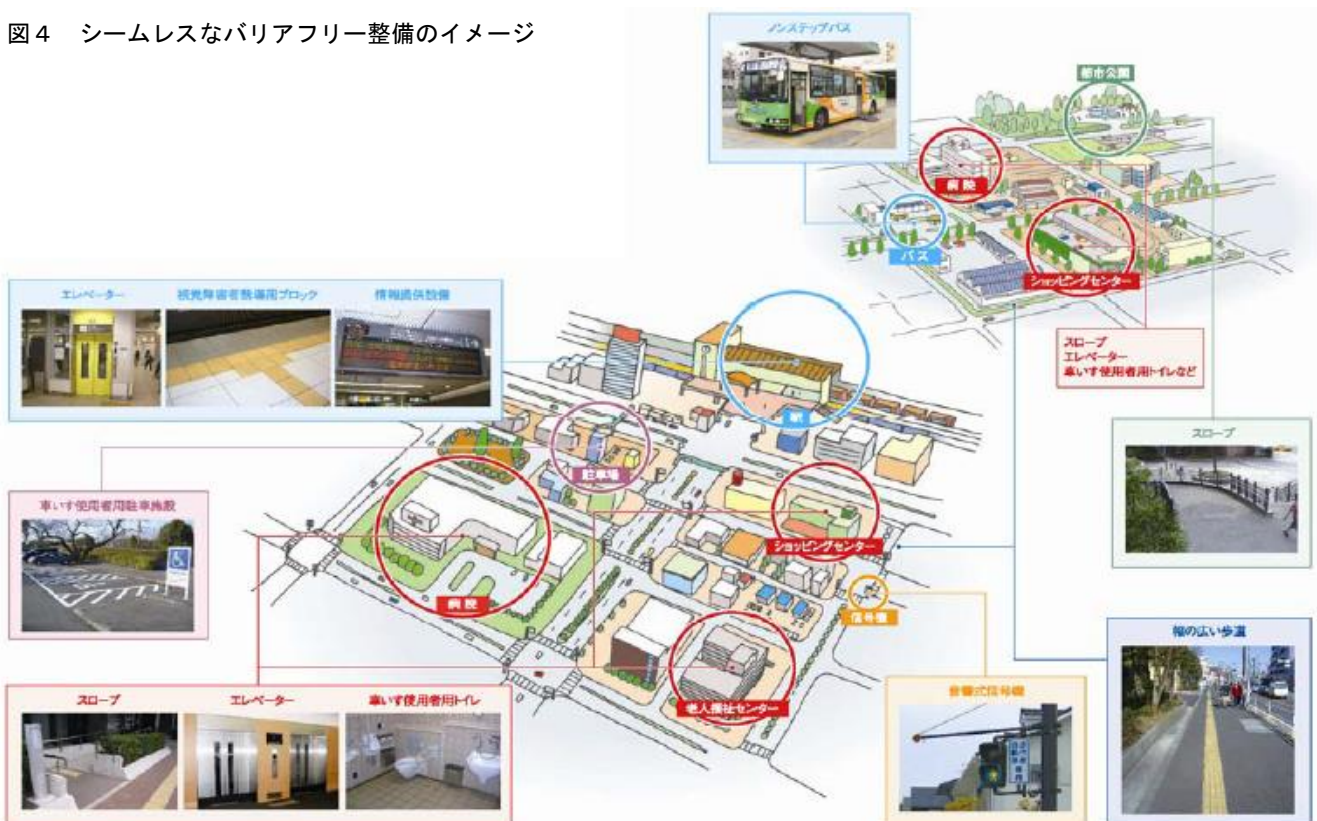 図４　シームレスなバリアフリー整備のイメージ
ノンステップバス
都市公園
病院
バス
ショッピングセンター
スロープ
エレベーター
車いす使用者用トイレなど
エレベーター
視覚障害者誘導用ブロック
情報提供設備
駅
駐車場
車いす使用者用駐車施設
スロープ
病院
ショッピングセンター
信号機
老人福祉センター
幅の広い歩道
スロープ
エレベーター
車いす使用者用トイレ
音響式信号機